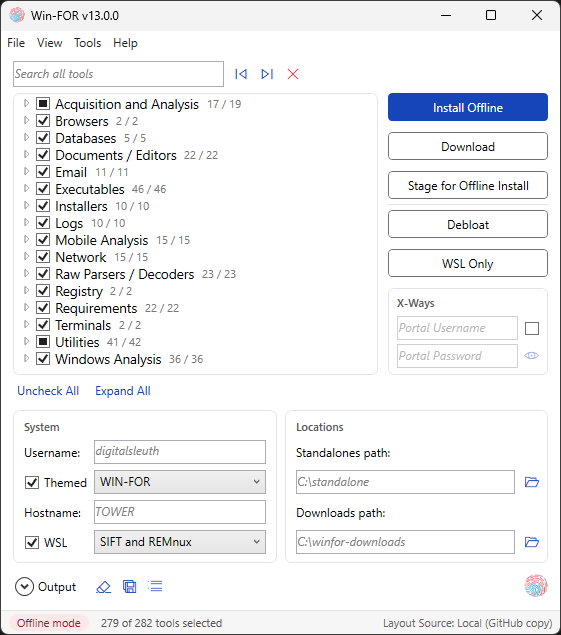 Win-FOR v13.0.0
File View Tools Help
Search all tools
Acquisition and Analysis 17 / 19
Browsers 2 / 2
Databases 5 / 5
Documents / Editors 22 / 22
Email 11 / 11
Executables 46 / 46
Installers 10 / 10
Logs 10 / 10
Mobile Analysis 15 / 15
Network 15 / 15
Raw Parsers / Decoders 23 / 23
Registry 2 / 2
Requirements 22 / 22
Terminals 2 / 2
Utilities 41 / 42
Windows Analysis 36 / 36
Install Offline
Download
Stage for Offline Install
Debloat
WSL Only
X-Ways
Portal Username
Portal Password
Uncheck All Expand All
System
Username: digitalsleuth
Themed WIN-FOR
Hostname: TOWER
WSL SIFT and REMnux
Locations
Standalones path:
C:\standalone
Downloads path:
C:\winfor-downloads
Output
Offline mode 279 of 282 tools selected Layout Source: Local (GitHub copy)